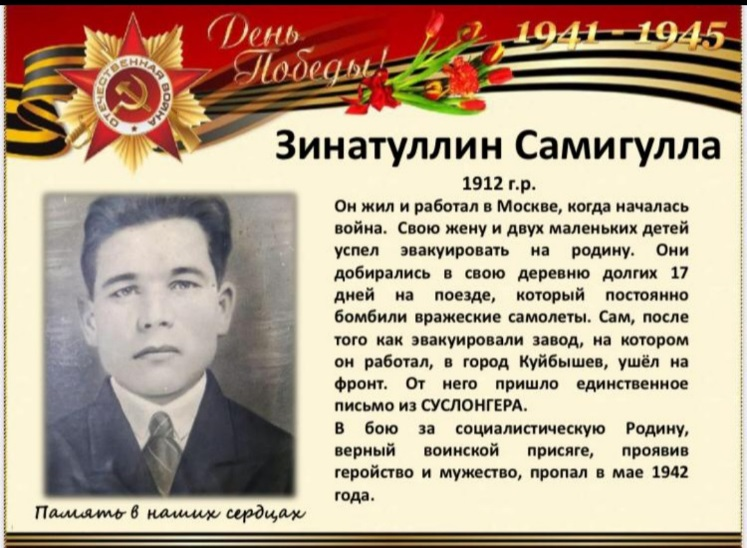 День
Победы!
1941 - 1945
ОТЕЧЕСТВЕННАЯ ВОЙНА
Зинатуллин Самигулла
1912 г.р.
Он жил и работал в Москве, когда началась
война. Свою жену и двух маленьких детей
успел эвакуировать на родину. Они
добирались в свою деревню долгих 17
дней на поезде, который постоянно
бомбили вражеские самолеты. Сам, после
того как эвакуировали завод, на котором
он работал, в город Куйбышев, ушёл на
фронт. От него пришло единственное
письмо из СУСЛОНГЕРА.
В бою за социалистическую Родину,
верный воинской присяге, проявив
геройство и мужество, пропал в мае 1942
года.
Память в наших сердцах